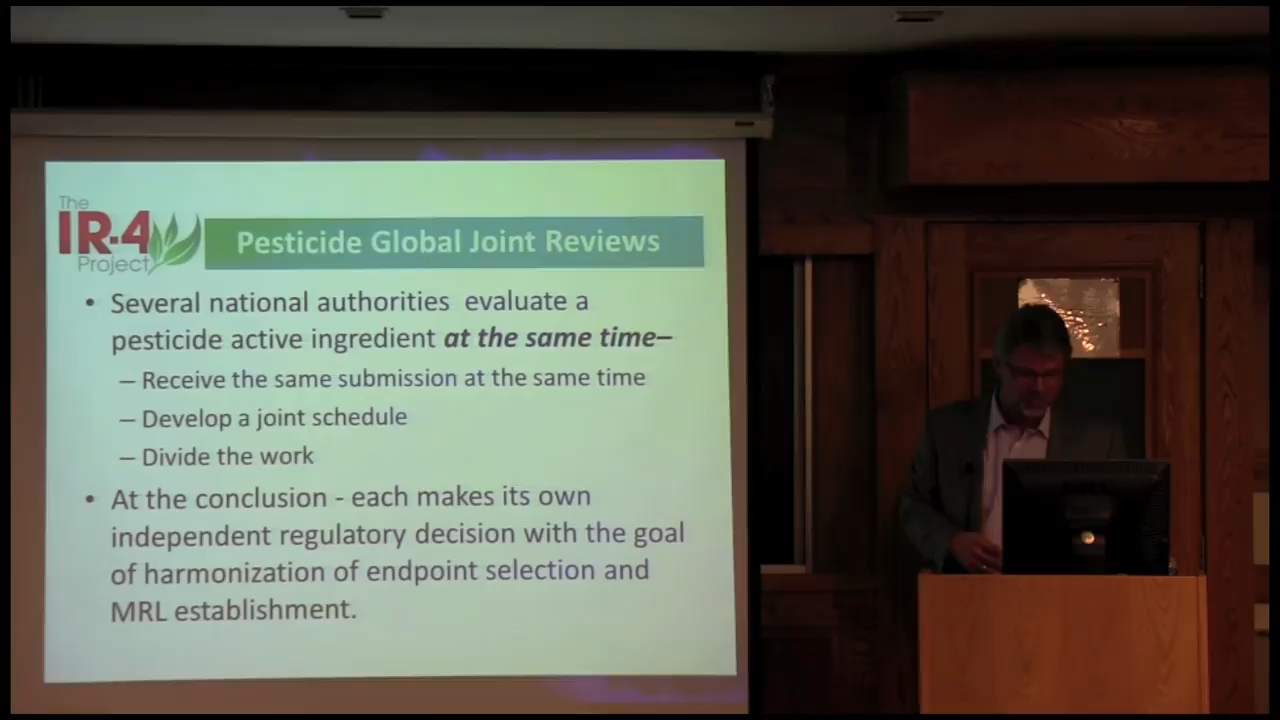 The
IR-4
Project
Pesticide Global Joint Reviews
• Several national authorities evaluate a
pesticide active ingredient at the same time–
– Receive the same submission at the same time
– Develop a joint schedule
– Divide the work
• At the conclusion - each makes its own
independent regulatory decision with the goal
of harmonization of endpoint selection and
MRL establishment.